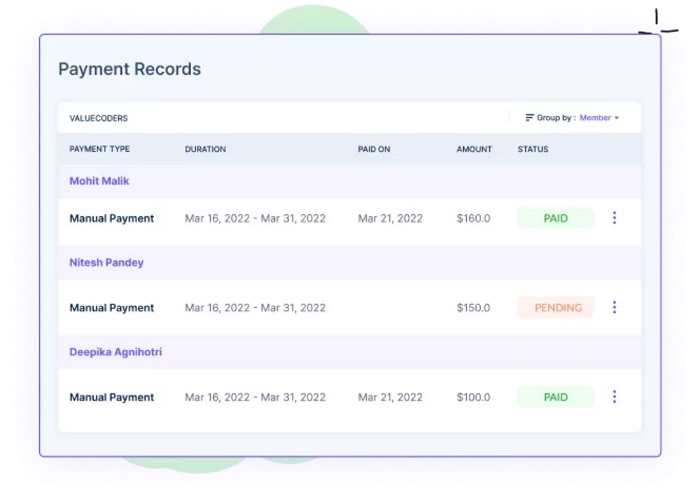 Payment Records
VALUECODERS Group by : Member
PAYMENT TYPE DURATION PAID ON AMOUNT STATUS
Mohit Malik
Manual Payment Mar 16, 2022 - Mar 31, 2022 Mar 21, 2022 $160.0 PAID
Nitesh Pandey
Manual Payment Mar 16, 2022 - Mar 31, 2022 $150.0 PENDING
Deepika Agnihotri
Manual Payment Mar 16, 2022 - Mar 31, 2022 Mar 21, 2022 $100.0 PAID